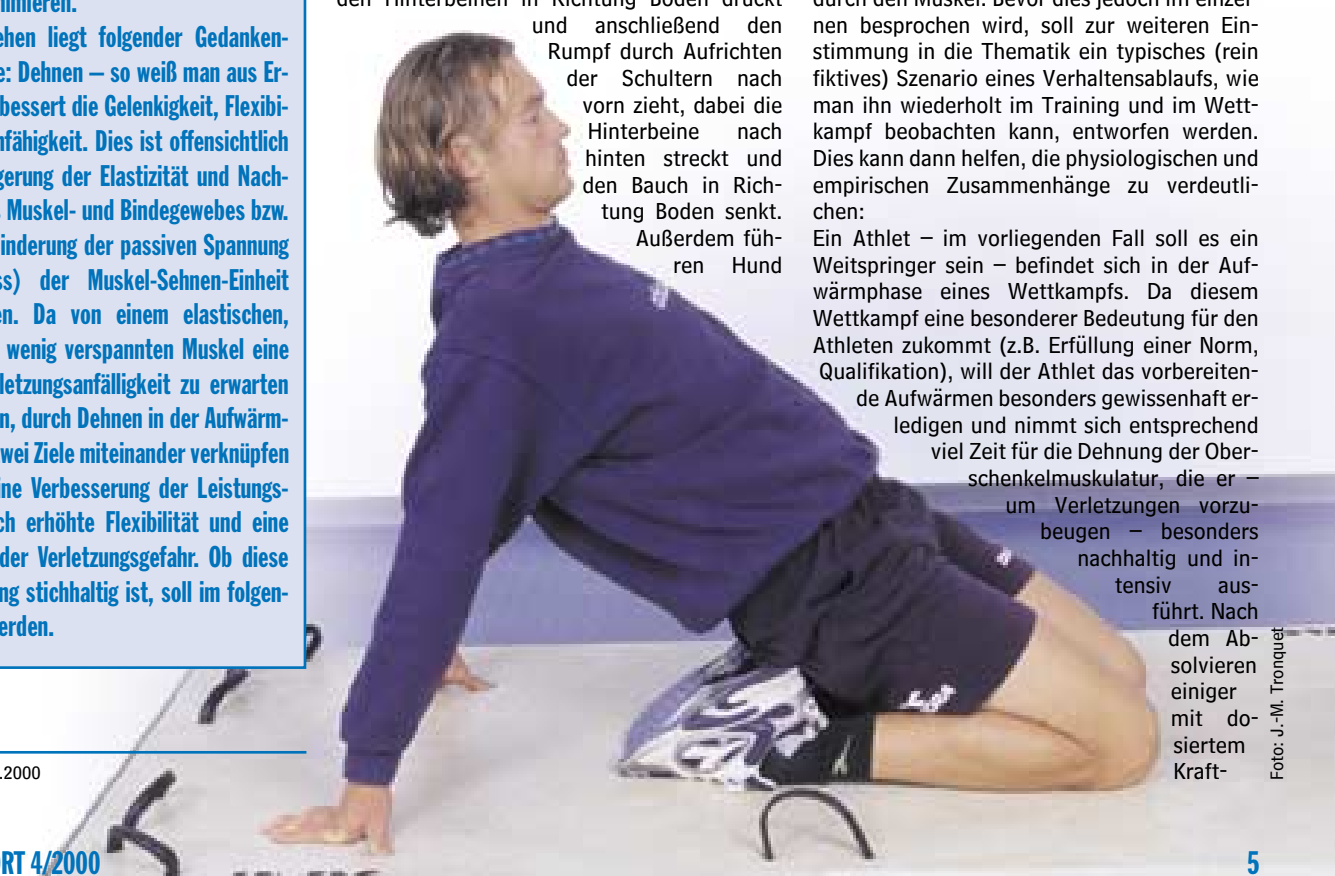 nimieren.
ehen liegt folgender Gedanken-
e: Dehnen – so weiß man aus Er-
bessert die Gelenkigkeit, Flexibi-
nfähigkeit. Dies ist offensichtlich
gerung der Elastizität und Nach-
s Muskel- und Bindegewebes bzw.
inderung der passiven Spannung
ss) der Muskel-Sehnen-Einheit
en. Da von einem elastischen,
wenig verspannten Muskel eine
letzungsanfälligkeit zu erwarten
n, durch Dehnen in der Aufwärm-
wei Ziele miteinander verknüpfen
ine Verbesserung der Leistungs-
ch erhöhte Flexibilität und eine
der Verletzungsgefahr. Ob diese
ng stichhaltig ist, soll im folgen-
erden.
.2000
den Hinterbeinen in Richtung Boden drückt
und anschließend den
Rumpf durch Aufrichten
der Schultern nach
vorn zieht, dabei die
Hinterbeine nach
hinten streckt und
den Bauch in Rich-
tung Boden senkt.
Außerdem füh-
ren Hund
durch den Muskel. Bevor dies jedoch im einzel-
nen besprochen wird, soll zur weiteren Ein-
stimmung in die Thematik ein typisches (rein
fiktives) Szenario eines Verhaltensablaufs, wie
man ihn wiederholt im Training und im Wett-
kampf beobachten kann, entworfen werden.
Dies kann dann helfen, die physiologischen und
empirischen Zusammenhänge zu verdeutli-
chen:
Ein Athlet – im vorliegenden Fall soll es ein
Weitspringer sein – befindet sich in der Auf-
wärmphase eines Wettkampfs. Da diesem
Wettkampf eine besonderer Bedeutung für den
Athleten zukommt (z.B. Erfüllung einer Norm,
Qualifikation), will der Athlet das vorbereiten-
de Aufwärmen besonders gewissenhaft er-
ledigen und nimmt sich entsprechend
viel Zeit für die Dehnung der Ober-
schenkelmuskulatur, die er –
um Verletzungen vorzu-
beugen – besonders
nachhaltig und in-
tensiv aus-
führt. Nach
dem Ab-
solvieren
einiger
mit do-
siertem
Kraft-
Foto: J.-M. Tronquet
RT 4/2000
5